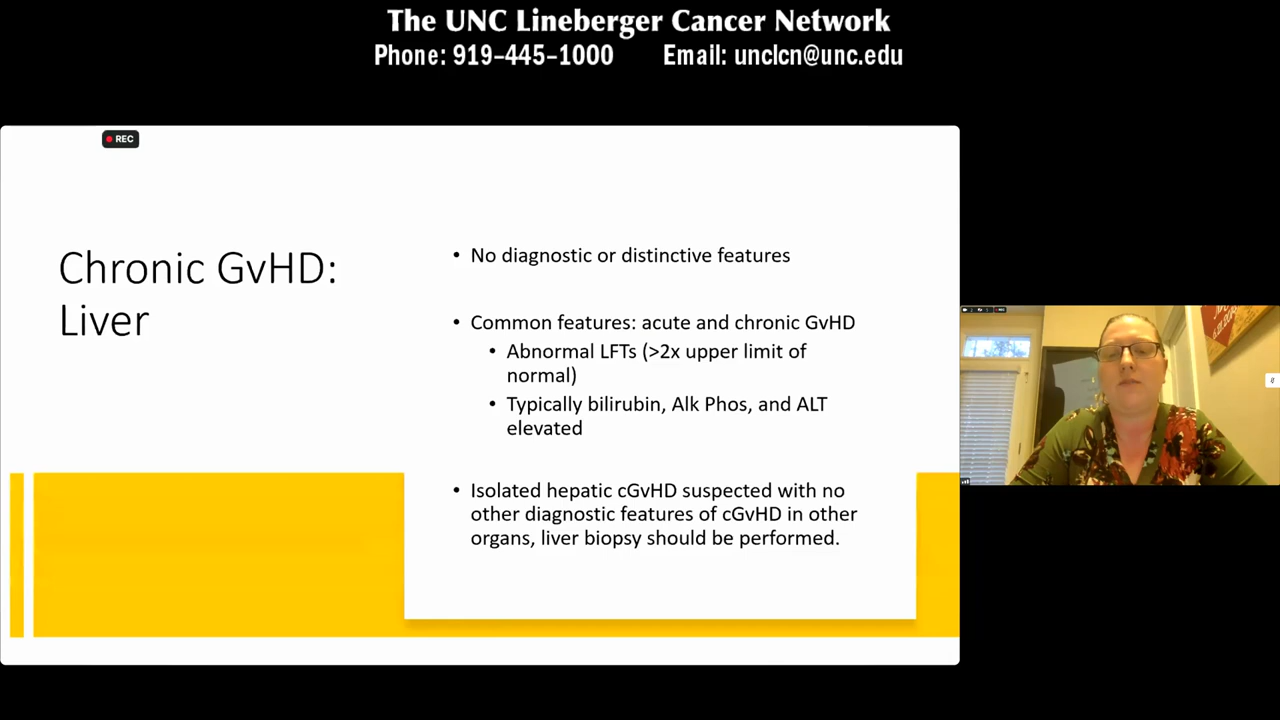 The UNC Lineberger Cancer Network
Phone: 919-445-1000 Email: unclcn@unc.edu
REC
Chronic GvHD:
Liver
• No diagnostic or distinctive features
• Common features: acute and chronic GvHD
• Abnormal LFTs (>2x upper limit of
normal)
• Typically bilirubin, Alk Phos, and ALT
elevated
• Isolated hepatic cGvHD suspected with no
other diagnostic features of cGvHD in other
organs, liver biopsy should be performed.